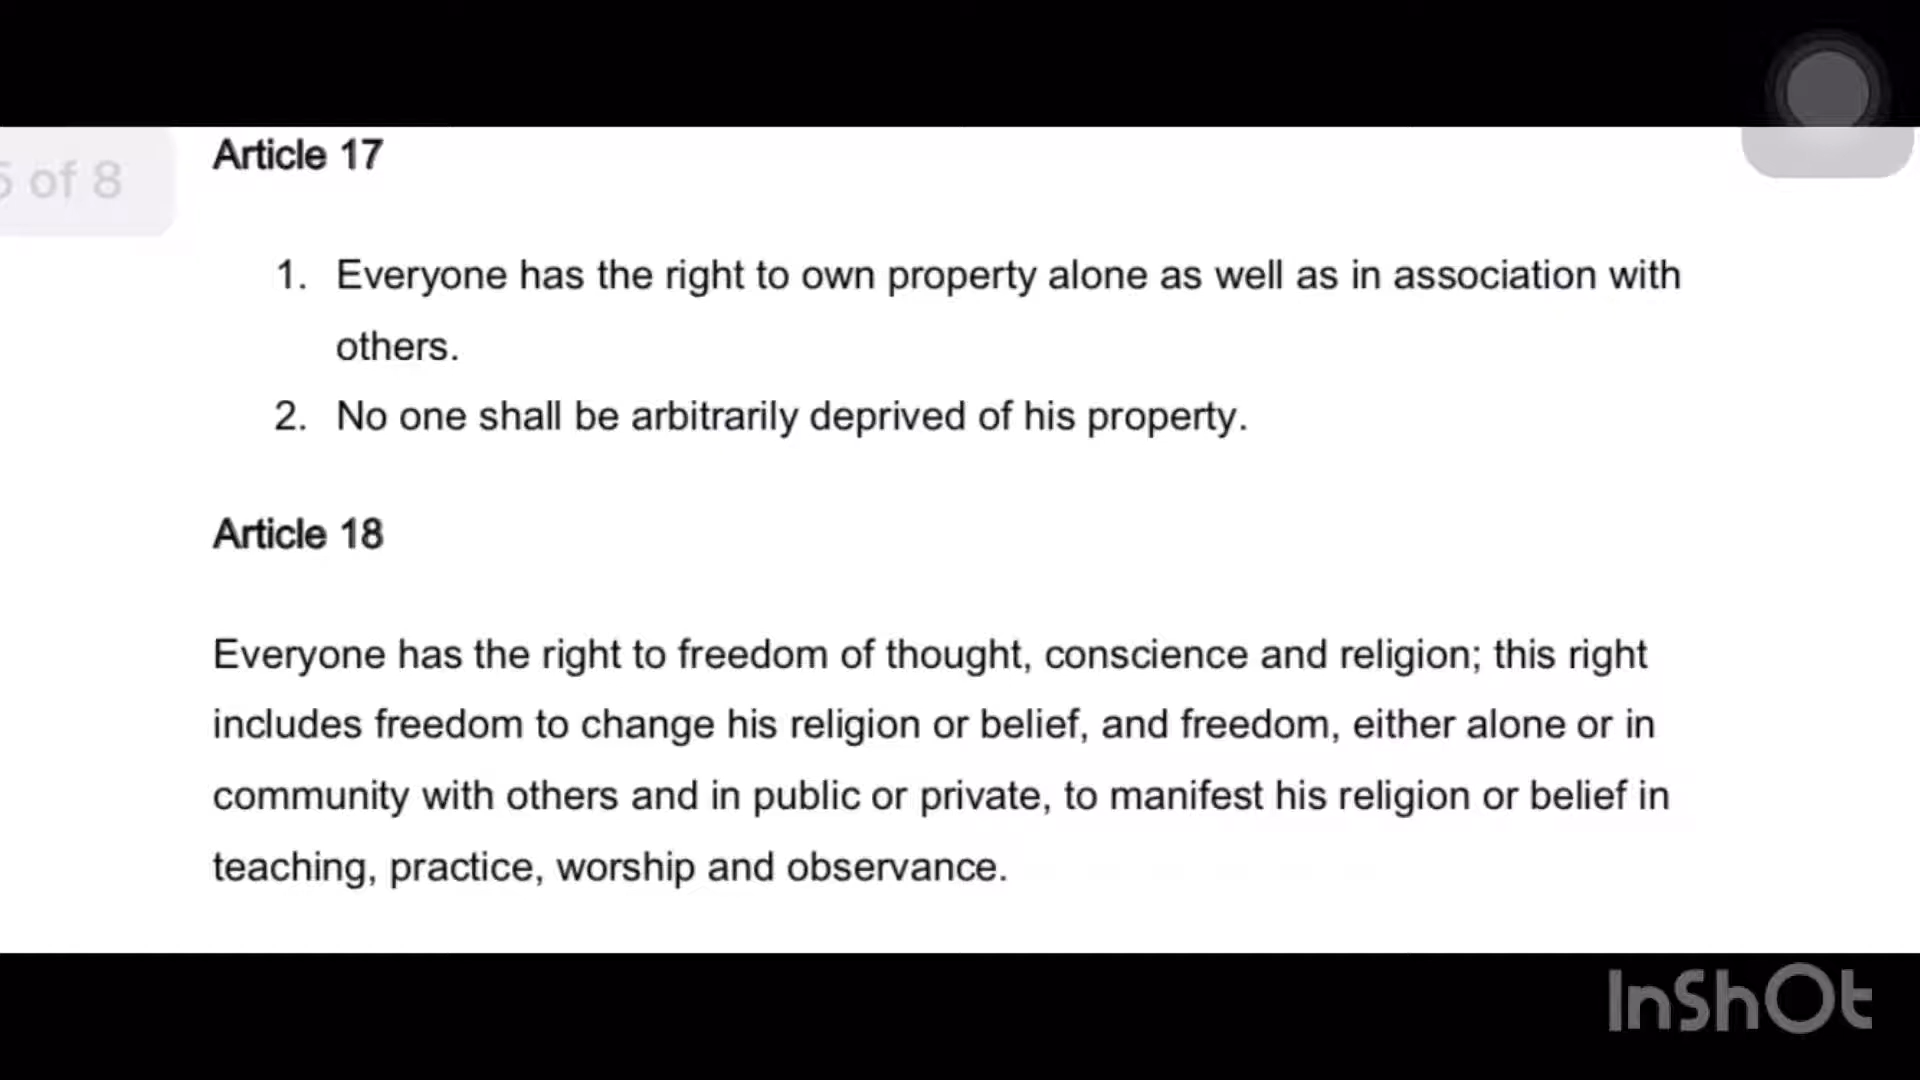 Article 17
5 of 8
1. Everyone has the right to own property alone as well as in association with
others.
2. No one shall be arbitrarily deprived of his property.
Article 18
Everyone has the right to freedom of thought, conscience and religion; this right
includes freedom to change his religion or belief, and freedom, either alone or in
community with others and in public or private, to manifest his religion or belief in
teaching, practice, worship and observance.
InShOt